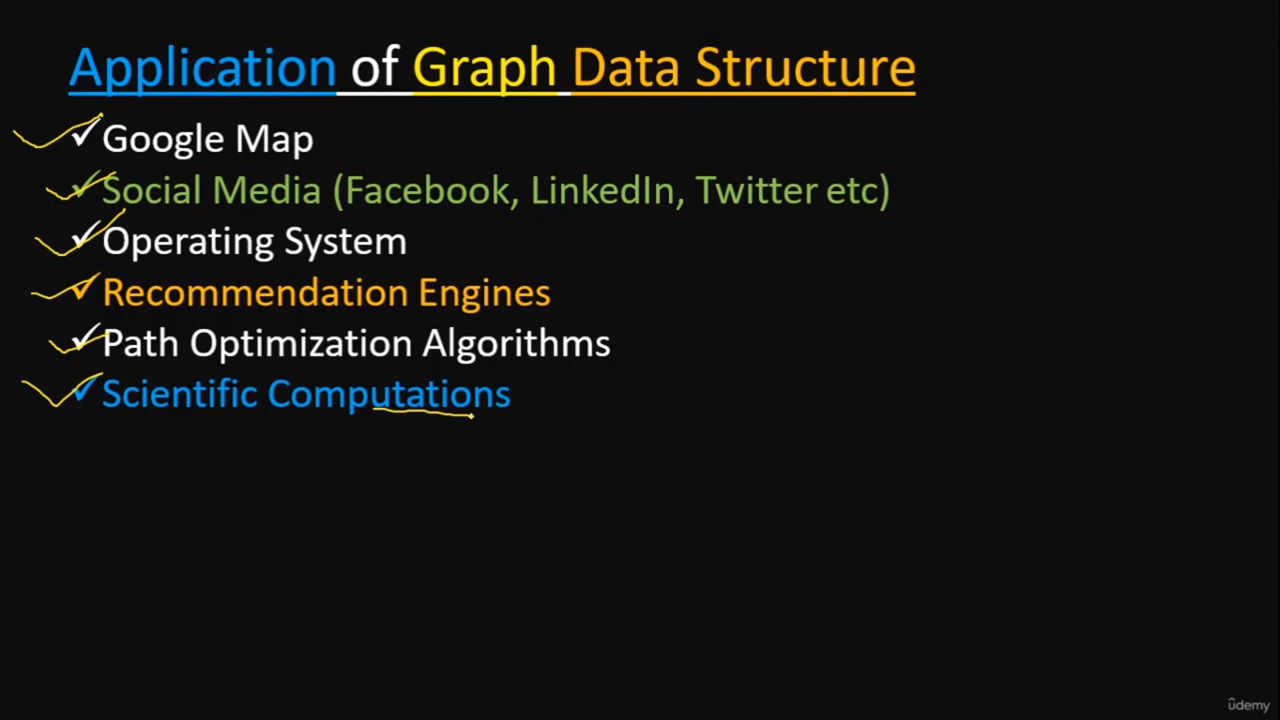 Application of Graph Data Structure
✓Google Map
✓Social Media (Facebook, LinkedIn, Twitter etc)
✓Operating System
✓Recommendation Engines
✓Path Optimization Algorithms
✓Scientific Computations
ûdemy